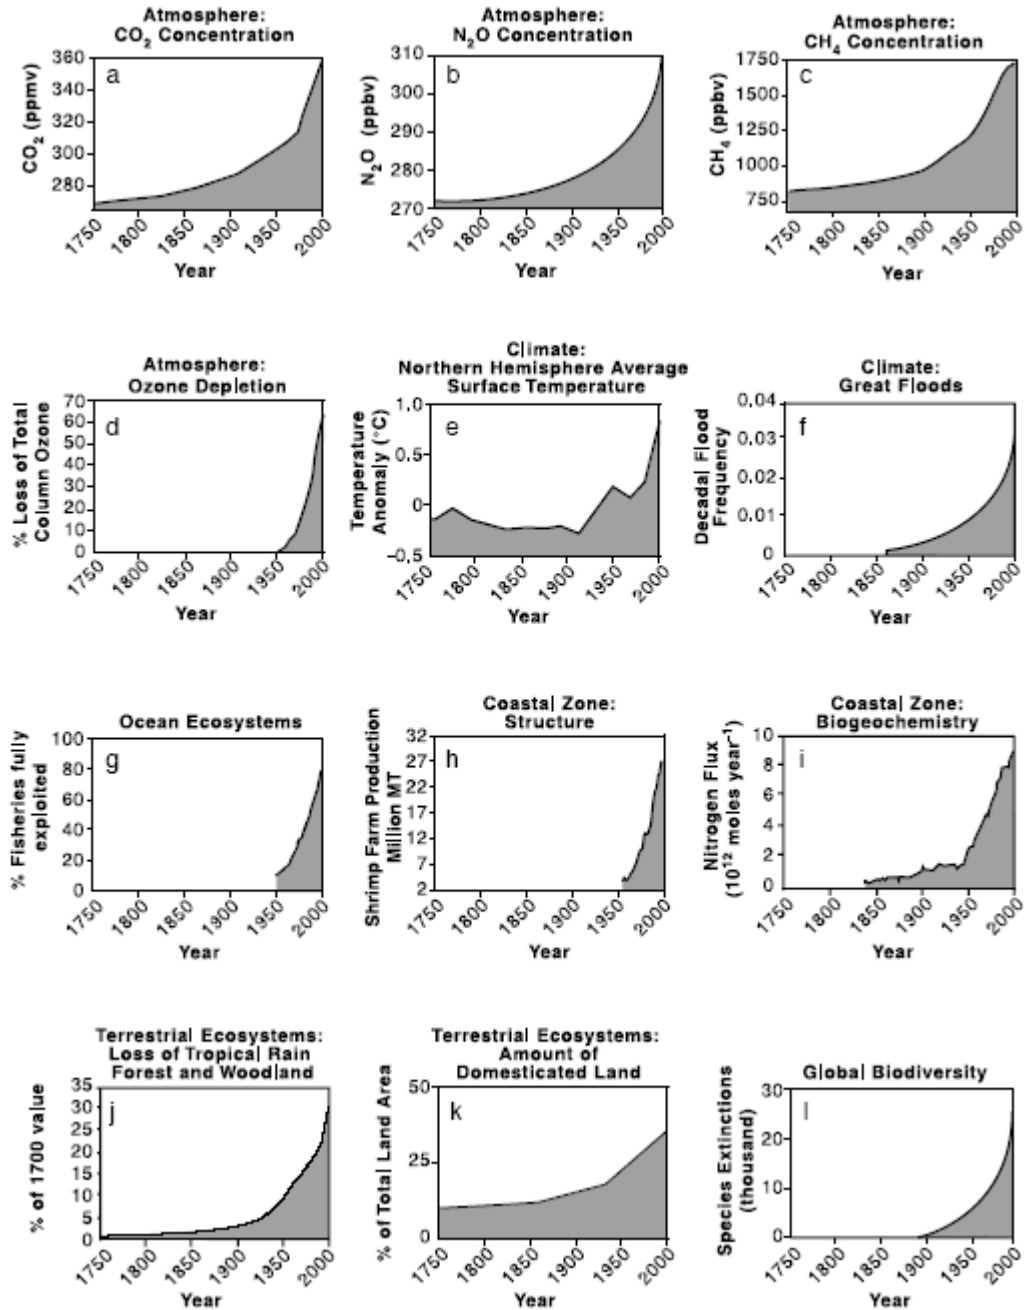 Atmosphere:
CO2 Concentration
360
340
320
300
280
CO2 (ppmv)
a
1750
1800
1850
1900
1950
2000
Year
Atmosphere:
N2O Concentration
310
300
290
280
270
N2O (ppbv)
b
1750
1800
1850
1900
1950
2000
Year
Atmosphere:
CH4 Concentration
1750
1500
1250
1000
750
CH4 (ppbv)
c
1750
1800
1850
1900
1950
2000
Year
Atmosphere:
Ozone Depletion
70
60
50
40
30
20
10
0
% Loss of Total
Column Ozone
d
1750
1800
1850
1900
1950
2000
Year
Climate:
Northern Hemisphere Average
Surface Temperature
1.0
0.5
0
–0.5
Temperature
Anomaly (°C)
e
1750
1800
1850
1900
1950
2000
Year
Climate:
Great Floods
0.04
0.03
0.01
0
Decadal Flood
Frequency
f
1750
1800
1850
1900
1950
2000
Year
Ocean Ecosystems
100
80
60
40
20
0
% Fisheries fully
exploited
g
1750
1800
1850
1900
1950
2000
Year
Coastal Zone:
Structure
32
27
22
17
12
7
2
Shrimp Farm Production
Million MT
h
1750
1800
1850
1900
1950
2000
Year
Coastal Zone:
Biogeochemistry
10
8
6
4
2
0
Nitrogen Flux
(10¹² moles year⁻¹)
i
1750
1800
1850
1900
1950
2000
Year
Terrestrial Ecosystems:
Loss of Tropical Rain
Forest and Woodland
35
30
25
20
15
10
5
0
% of 1700 value
j
1750
1800
1850
1900
1950
2000
Year
Terrestrial Ecosystems:
Amount of
Domesticated Land
50
25
0
% of Total Land Area
k
1750
1800
1850
1900
1950
2000
Year
Global Biodiversity
30
20
10
0
Species Extinctions
(thousand)
l
1750
1800
1850
1900
1950
2000
Year